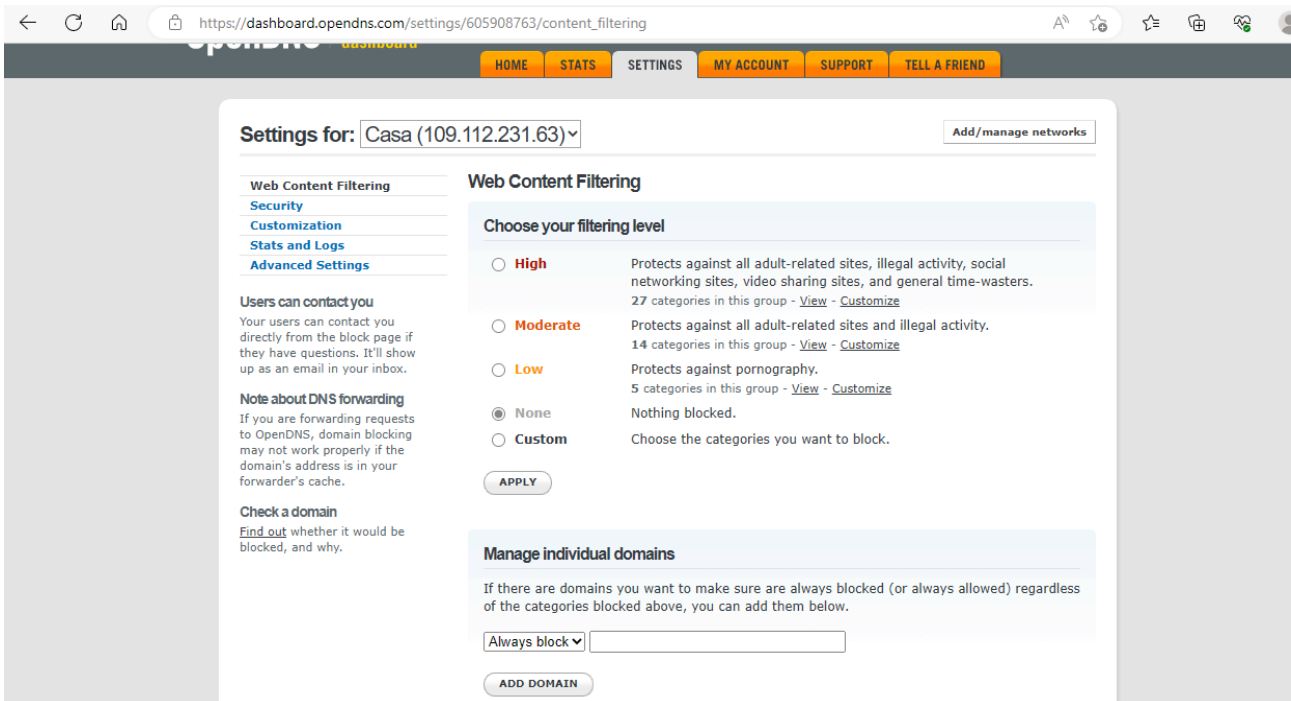 https://dashboard.opendns.com/settings/605908763/content_filtering
OpenDNS dashboard
HOME STATS SETTINGS MY ACCOUNT SUPPORT TELL A FRIEND
Settings for: Casa (109.112.231.63)
Add/manage networks
Web Content Filtering
Security
Customization
Stats and Logs
Advanced Settings
Users can contact you
Your users can contact you
directly from the block page if
they have questions. It'll show
up as an email in your inbox.
Note about DNS forwarding
If you are forwarding requests
to OpenDNS, domain blocking
may not work properly if the
domain's address is in your
forwarder's cache.
Check a domain
Find out whether it would be
blocked, and why.
Web Content Filtering
Choose your filtering level
High
Protects against all adult-related sites, illegal activity, social
networking sites, video sharing sites, and general time-wasters.
27 categories in this group - View - Customize
Moderate
Protects against all adult-related sites and illegal activity.
14 categories in this group - View - Customize
Low
Protects against pornography.
5 categories in this group - View - Customize
None
Nothing blocked.
Custom
Choose the categories you want to block.
APPLY
Manage individual domains
If there are domains you want to make sure are always blocked (or always allowed) regardless
of the categories blocked above, you can add them below.
Always block
ADD DOMAIN